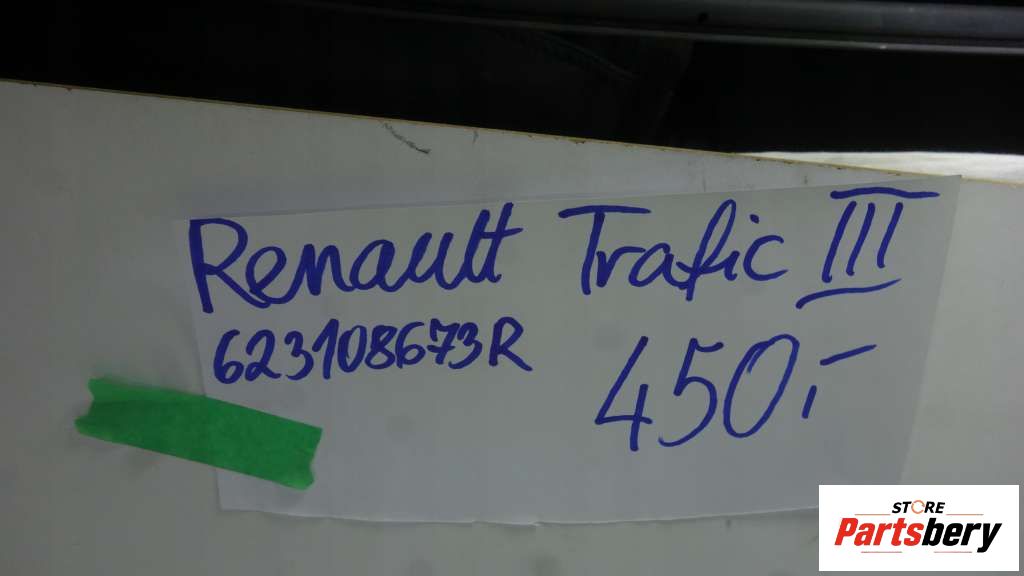 Renault Trafic III
623108673R
450,-
STORE
Partsbery